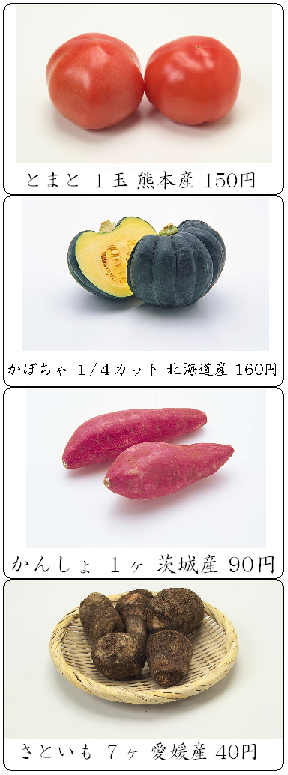 とまと 1玉 熊本産 150円
かぼちゃ 1/4カット 北海道産 160円
かんしょ 1ヶ 茨城産 90円
さといも 7ヶ 愛媛産 40円